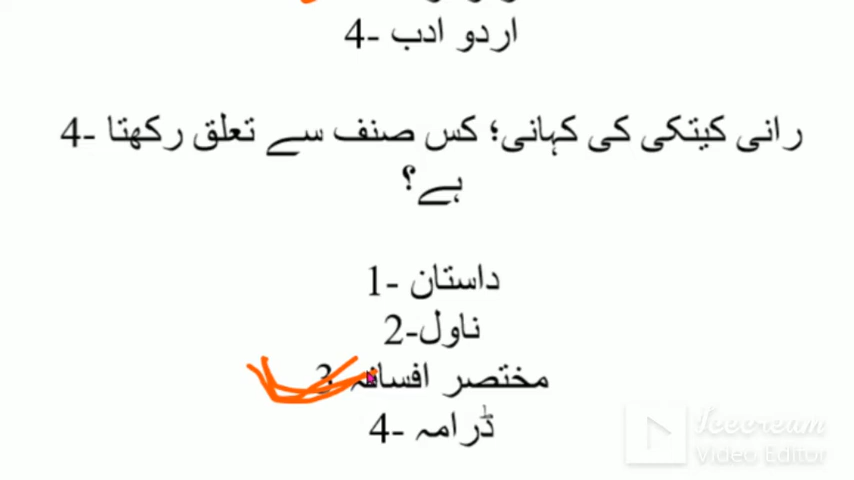 اردو ادب -4
رانی کیتکی کی کہانی؛ کس صنف سے تعلق رکھتا -4
ہے؟
داستان -1
ناول-2
مختصر افسانہ 3
ڈرامہ -4
Icecream
Video Editor